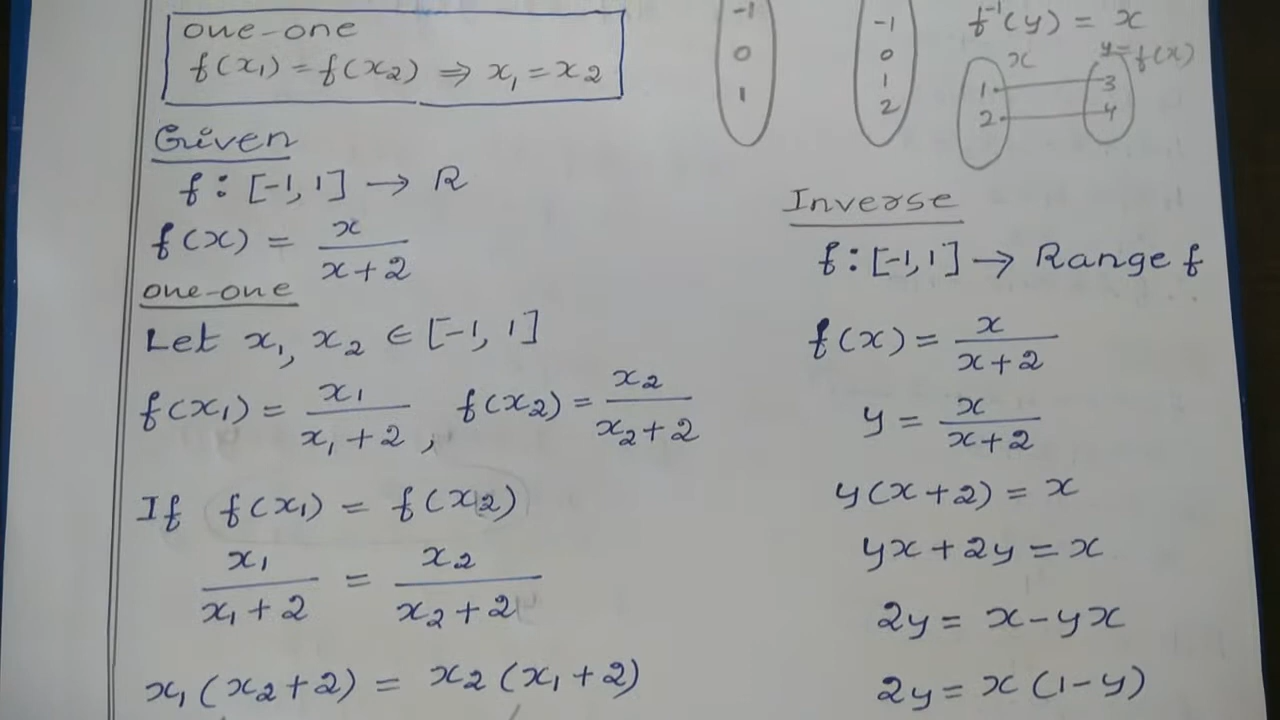 one-one
f(x₁) = f(x₂) ⇒ x₁ = x₂
Given
f : [-1, 1] → R
f(x) = x/(x+2)
one-one
Let x₁, x₂ ∈ [-1, 1]
f(x₁) = x₁/(x₁+2), f(x₂) = x₂/(x₂+2)
If f(x₁) = f(x₂)
x₁/(x₁+2) = x₂/(x₂+2)
x₁(x₂+2) = x₂(x₁+2)
-1
0
1
-1
0
1
2
f⁻¹(y) = x
x y=f(x)
1 3
2 4
Inverse
f : [-1, 1] → Range f
f(x) = x/(x+2)
y = x/(x+2)
y(x+2) = x
yx + 2y = x
2y = x - yx
2y = x(1-y)